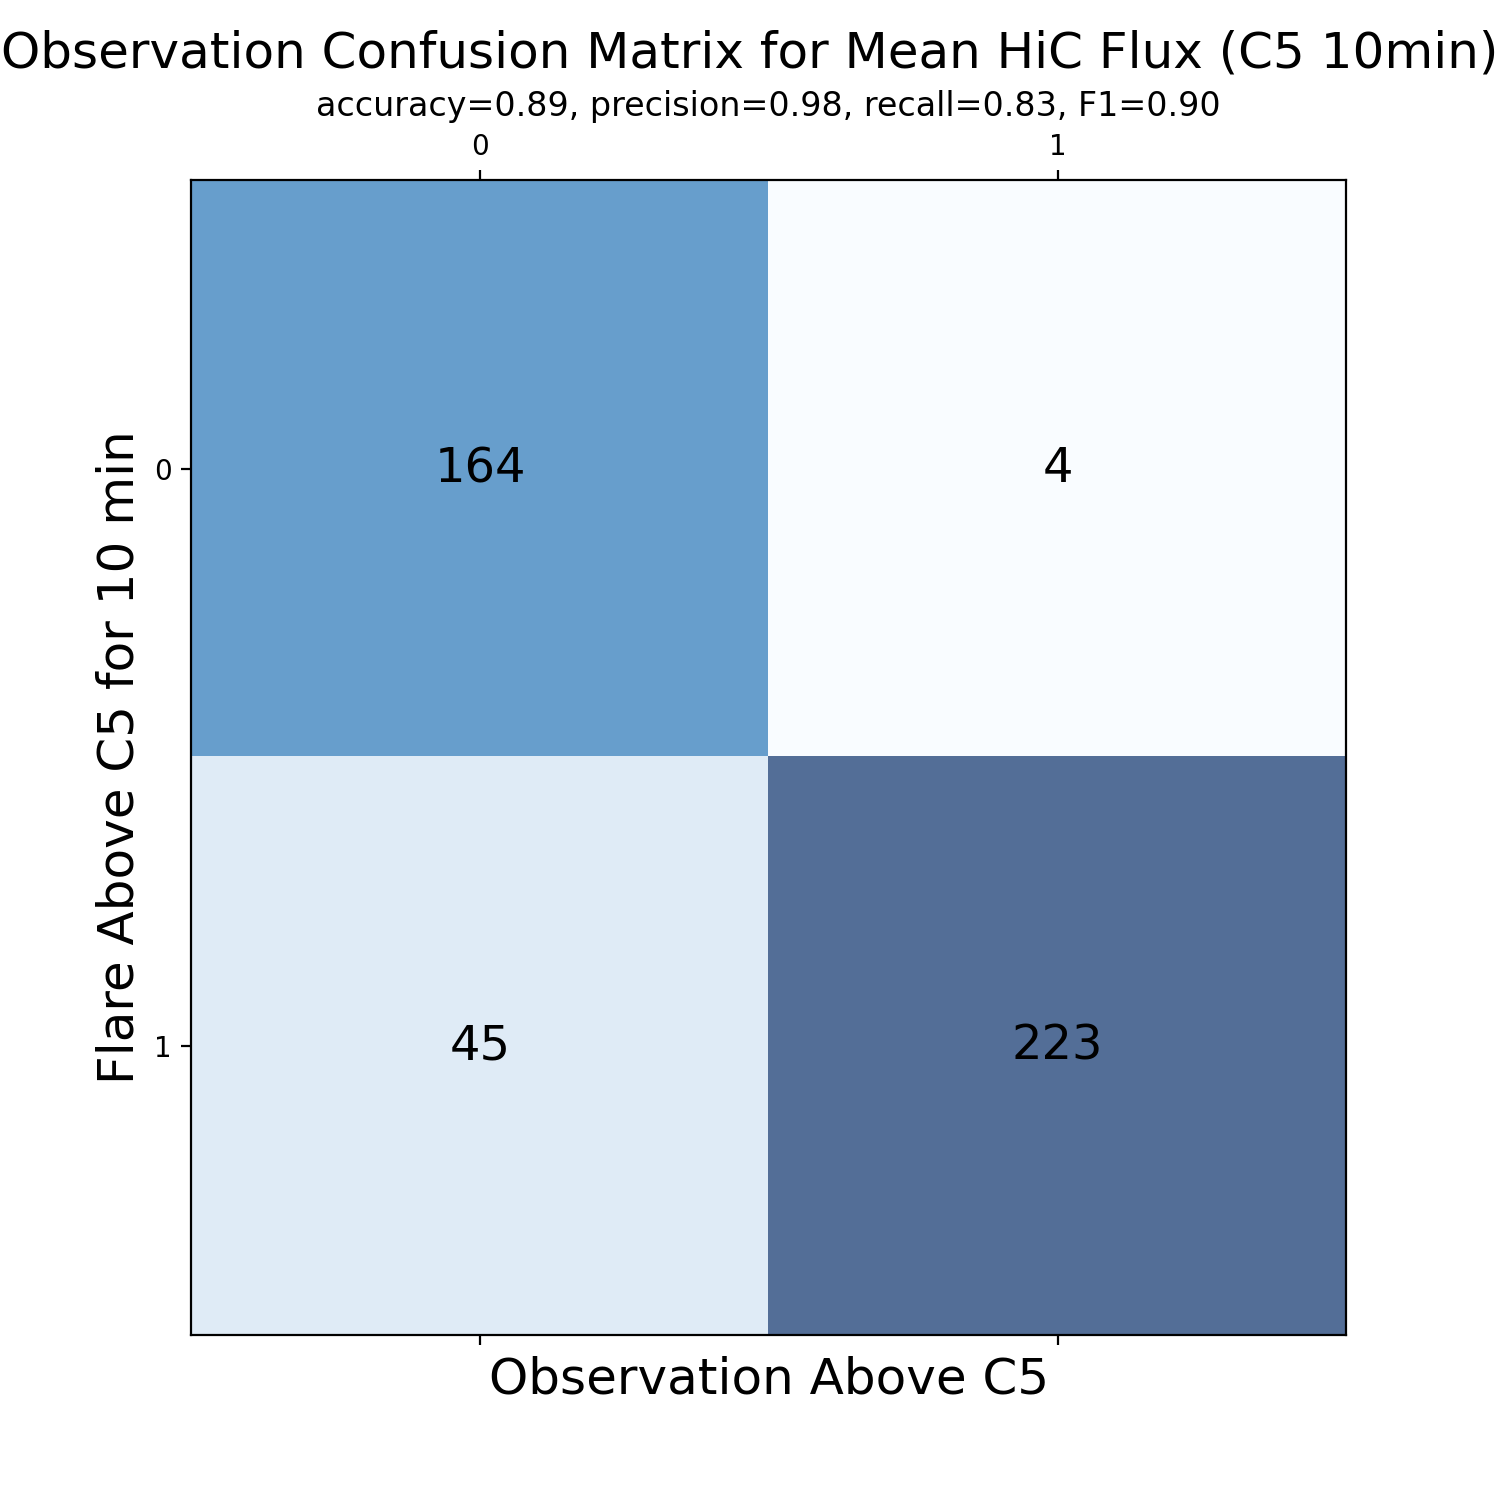 Observation Confusion Matrix for Mean HiC Flux (C5 10min)
accuracy=0.89, precision=0.98, recall=0.83, F1=0.90
0 1
Flare Above C5 for 10 min
0
164 4
1
45 223
Observation Above C5